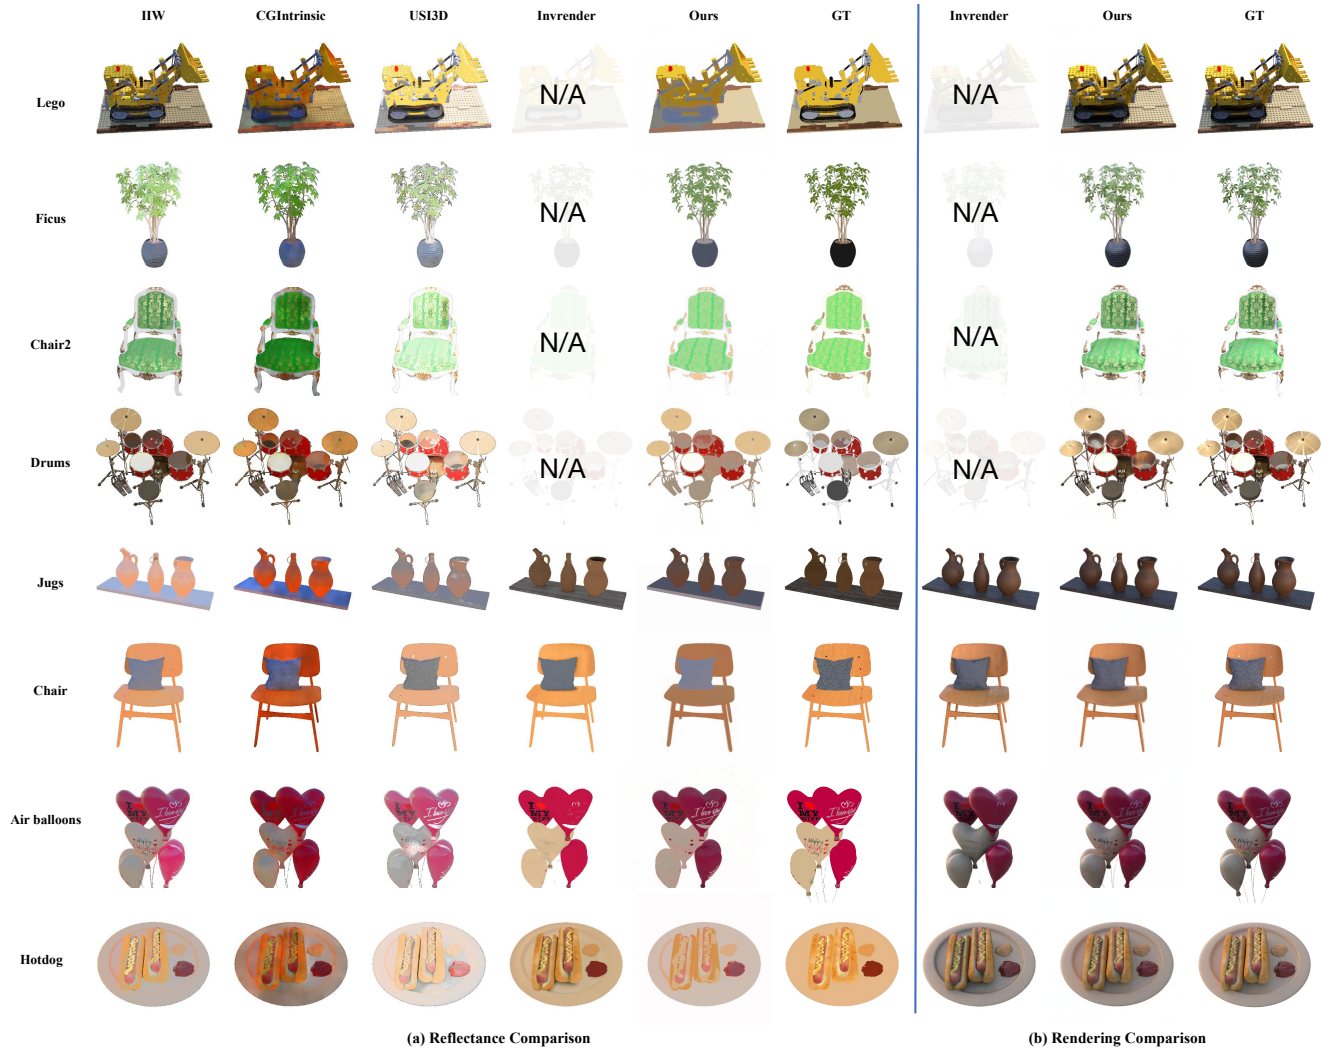 IIW CGIntrinsic USI3D Invrender Ours GT Invrender Ours GT
Lego N/A N/A
Ficus N/A N/A
Chair2 N/A N/A
Drums N/A N/A
Jugs
Chair
Air balloons
Hotdog
(a) Reflectance Comparison (b) Rendering Comparison